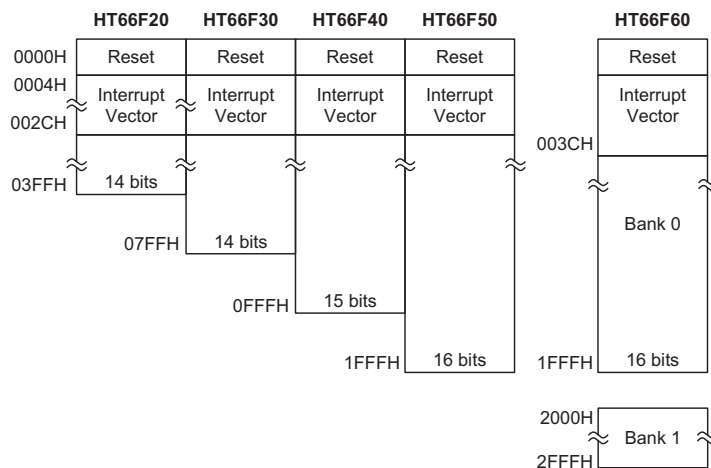 HT66F20 HT66F30 HT66F40 HT66F50 HT66F60
0000H Reset Reset Reset Reset Reset
0004H
Interrupt Vector
Interrupt Vector
Interrupt Vector
Interrupt Vector
Interrupt Vector
002CH
003CH
03FFH 14 bits
Bank 0
07FFH 14 bits
0FFFH 15 bits
1FFFH 16 bits 1FFFH 16 bits
2000H
Bank 1
2FFFH